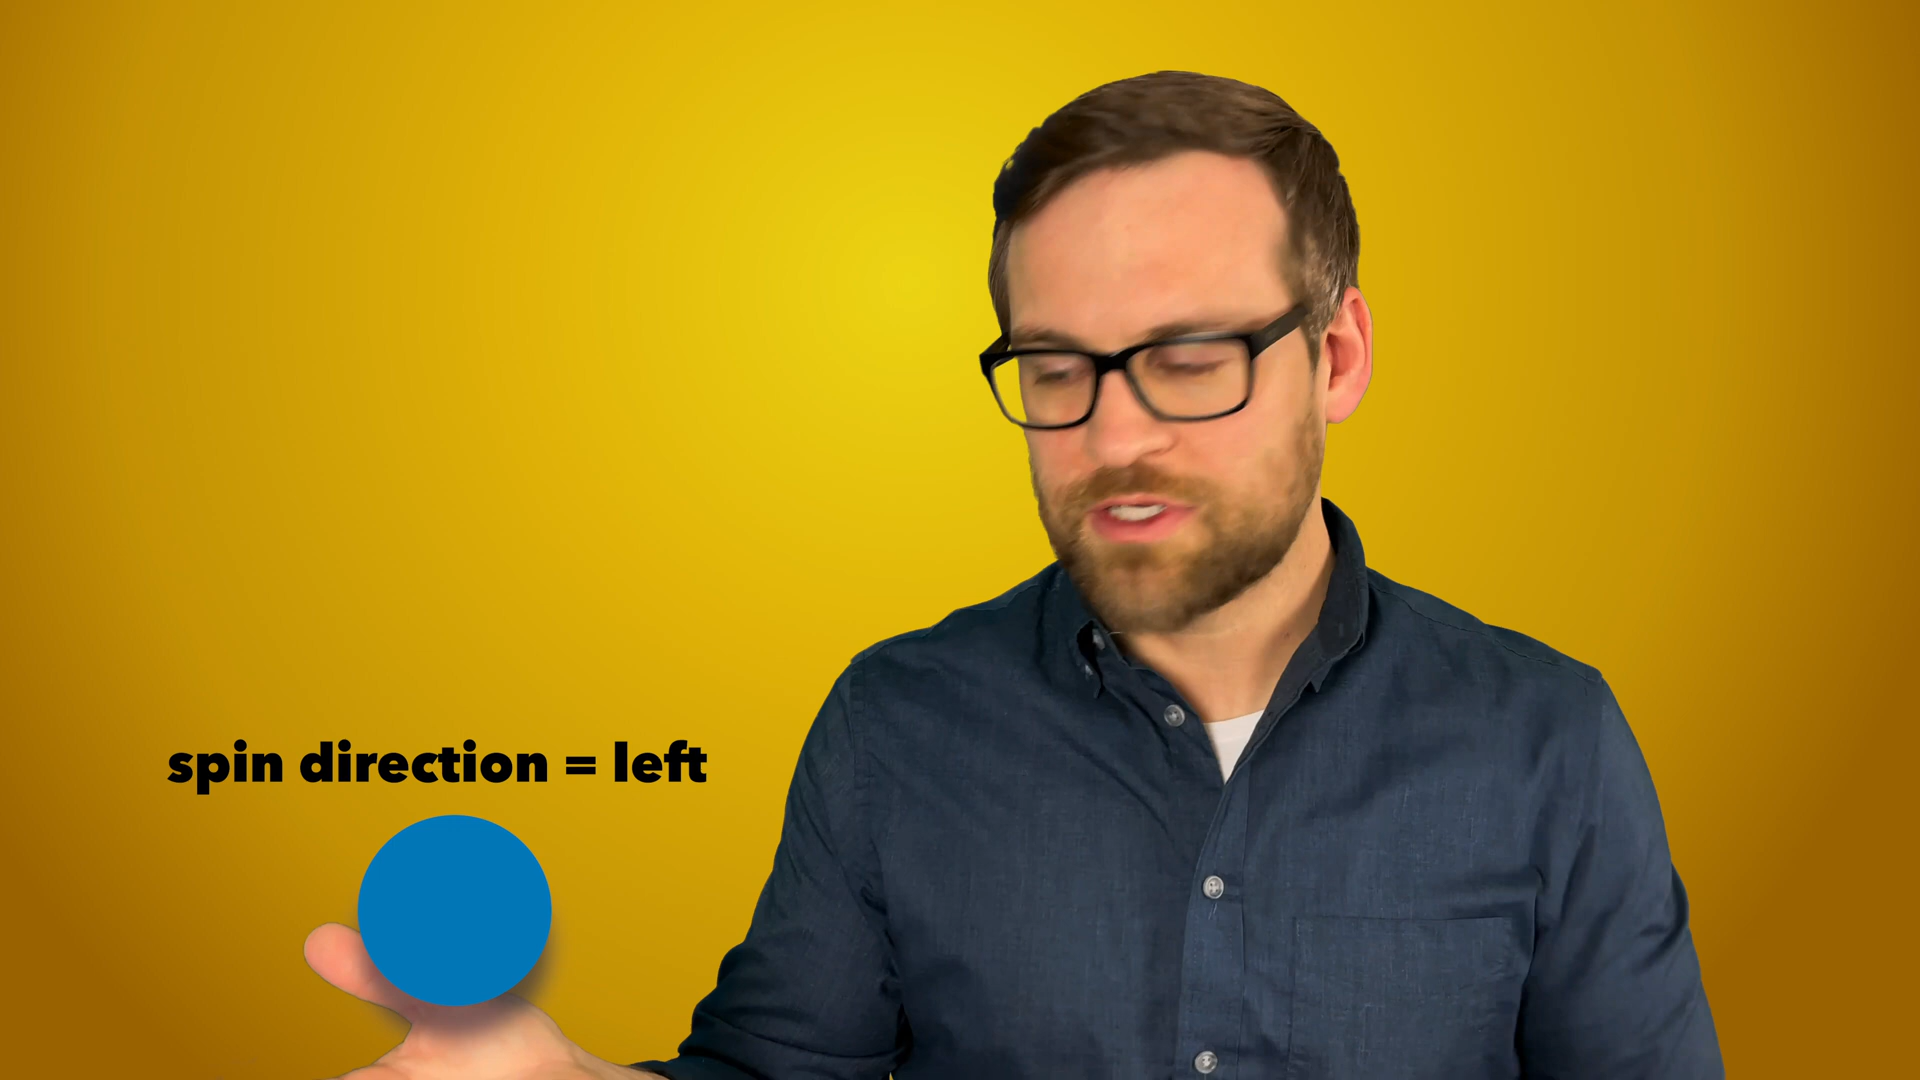 spin direction = left